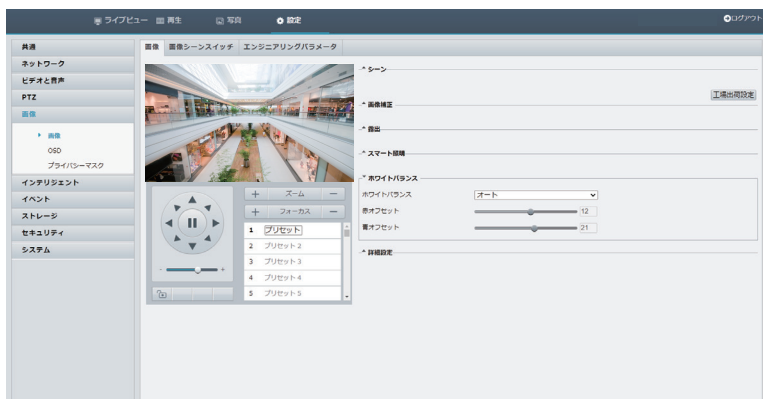 ライブビュー 再生 写真 設定 ログアウト
共通
ネットワーク
ビデオと音声
PTZ
画像
画像
OSD
プライバシーマスク
インテリジェント
イベント
ストレージ
セキュリティ
システム
画像 画像シーンスイッチ エンジニアリングパラメータ
+ ズーム −
+ フォーカス −
1 プリセット
2 プリセット 2
3 プリセット 3
4 プリセット 4
5 プリセット 5
- +
シーン
工場出荷設定
画像補正
露出
スマート照明
ホワイトバランス
ホワイトバランス オート
赤オフセット 12
青オフセット 21
詳細設定